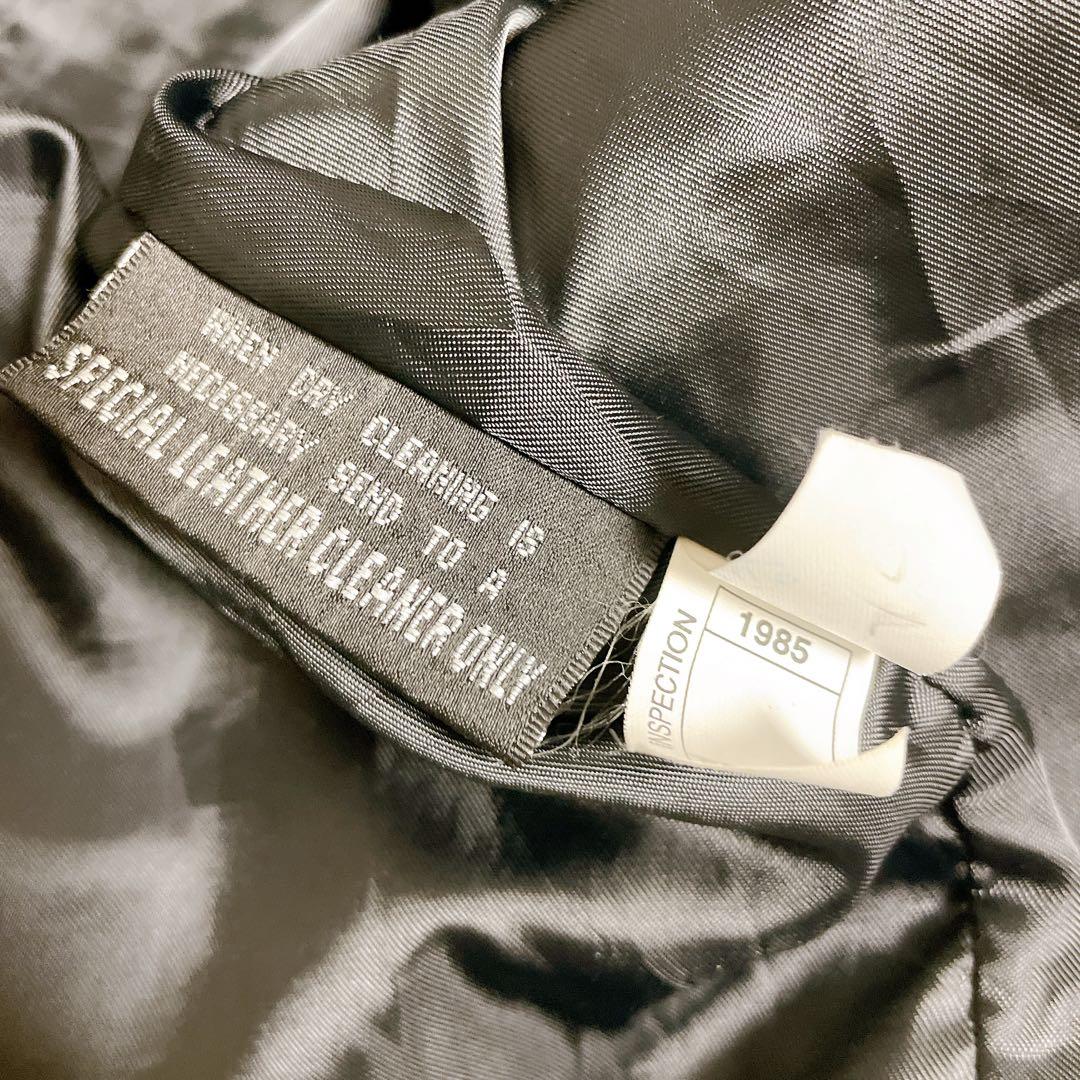 WHEN DRY CLEANING IS
NECESSARY SEND TO A
SPECIAL LEATHER CLEANER ONLY
INSPECTION
1985